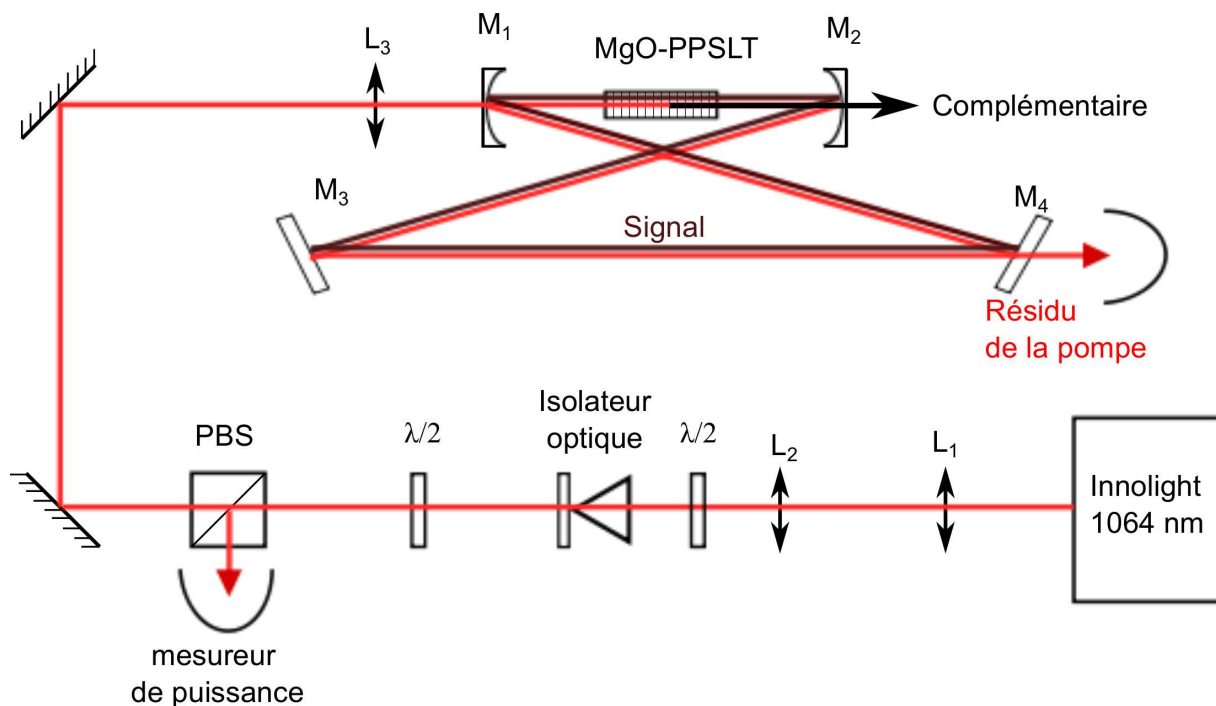 L₃
M₁
MgO-PPSLT
M₂
Complémentaire
M₃
Signal
M₄
Résidu
de la pompe
PBS
λ/2
Isolateur
optique
λ/2
L₂
L₁
Innolight
1064 nm
mesureur
de puissance